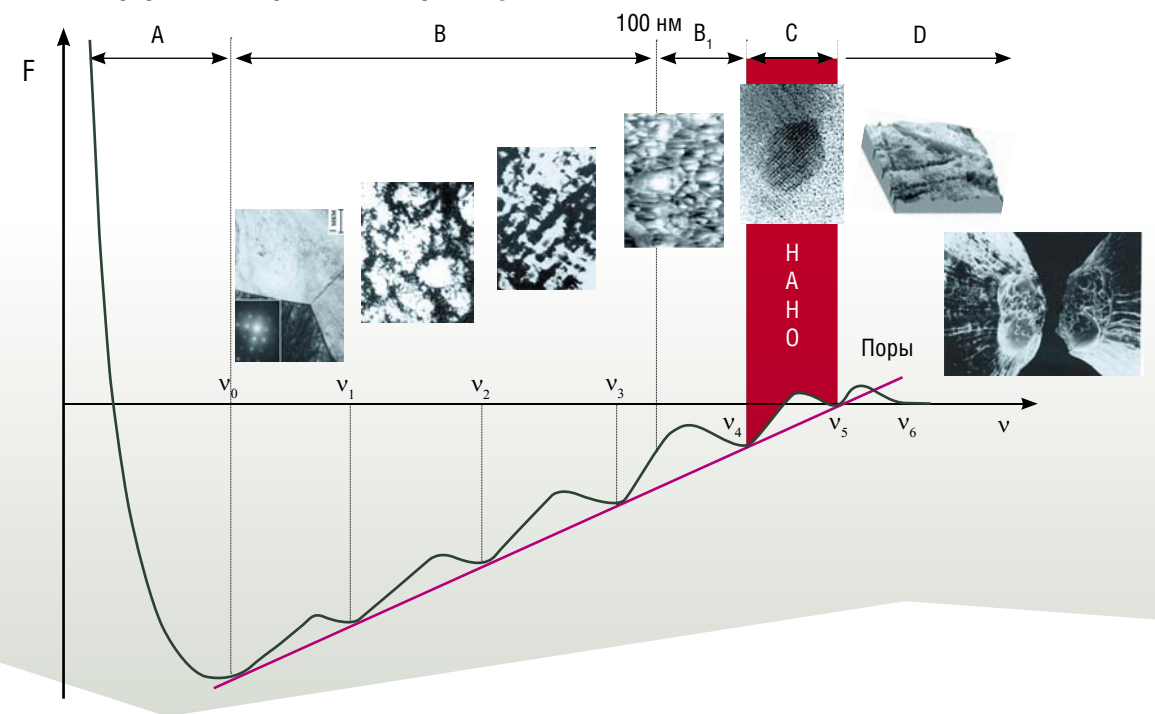 100 нм
A
B
B₁
C
D
F
Н
А
Н
О
Поры
ν₀
ν₁
ν₂
ν₃
ν₄
ν₅
ν₆
ν